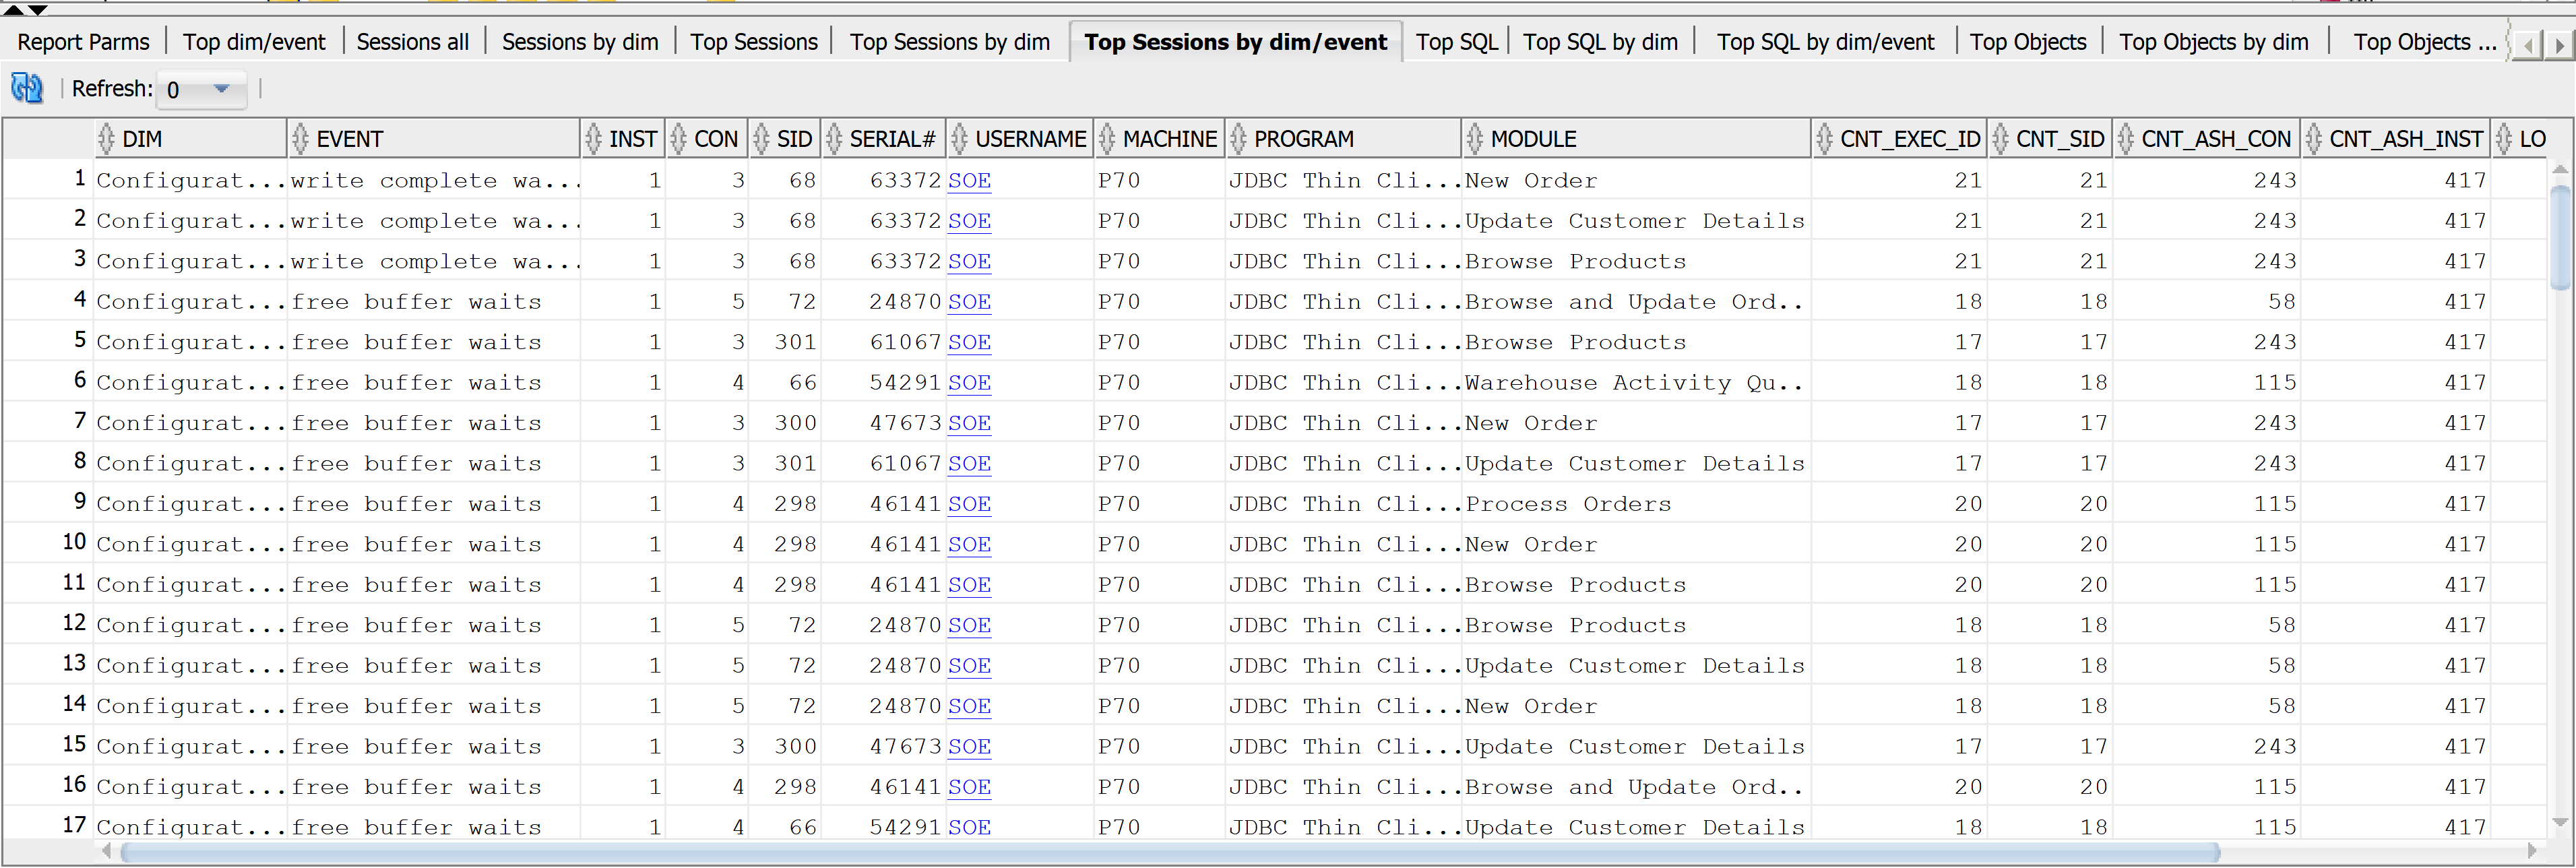 Report Parms Top dim/event Sessions all Sessions by dim Top Sessions Top Sessions by dim Top Sessions by dim/event Top SQL Top SQL by dim Top SQL by dim/event Top Objects Top Objects by dim Top Objects ...
Refresh: 0
DIM EVENT INST CON SID SERIAL# USERNAME MACHINE PROGRAM MODULE CNT_EXEC_ID CNT_SID CNT_ASH_CON CNT_ASH_INST LO
1 Configurat... write complete wa... 1 3 68 63372 SOE P70 JDBC Thin Cli... New Order 21 21 243 417
2 Configurat... write complete wa... 1 3 68 63372 SOE P70 JDBC Thin Cli... Update Customer Details 21 21 243 417
3 Configurat... write complete wa... 1 3 68 63372 SOE P70 JDBC Thin Cli... Browse Products 21 21 243 417
4 Configurat... free buffer waits 1 5 72 24870 SOE P70 JDBC Thin Cli... Browse and Update Ord.. 18 18 58 417
5 Configurat... free buffer waits 1 3 301 61067 SOE P70 JDBC Thin Cli... Browse Products 17 17 243 417
6 Configurat... free buffer waits 1 4 66 54291 SOE P70 JDBC Thin Cli... Warehouse Activity Qu.. 18 18 115 417
7 Configurat... free buffer waits 1 3 300 47673 SOE P70 JDBC Thin Cli... New Order 17 17 243 417
8 Configurat... free buffer waits 1 3 301 61067 SOE P70 JDBC Thin Cli... Update Customer Details 17 17 243 417
9 Configurat... free buffer waits 1 4 298 46141 SOE P70 JDBC Thin Cli... Process Orders 20 20 115 417
10 Configurat... free buffer waits 1 4 298 46141 SOE P70 JDBC Thin Cli... New Order 20 20 115 417
11 Configurat... free buffer waits 1 4 298 46141 SOE P70 JDBC Thin Cli... Browse Products 20 20 115 417
12 Configurat... free buffer waits 1 5 72 24870 SOE P70 JDBC Thin Cli... Browse Products 18 18 58 417
13 Configurat... free buffer waits 1 5 72 24870 SOE P70 JDBC Thin Cli... Update Customer Details 18 18 58 417
14 Configurat... free buffer waits 1 5 72 24870 SOE P70 JDBC Thin Cli... New Order 18 18 58 417
15 Configurat... free buffer waits 1 3 300 47673 SOE P70 JDBC Thin Cli... Update Customer Details 17 17 243 417
16 Configurat... free buffer waits 1 4 298 46141 SOE P70 JDBC Thin Cli... Browse and Update Ord.. 20 20 115 417
17 Configurat... free buffer waits 1 4 66 54291 SOE P70 JDBC Thin Cli... Update Customer Details 18 18 115 417